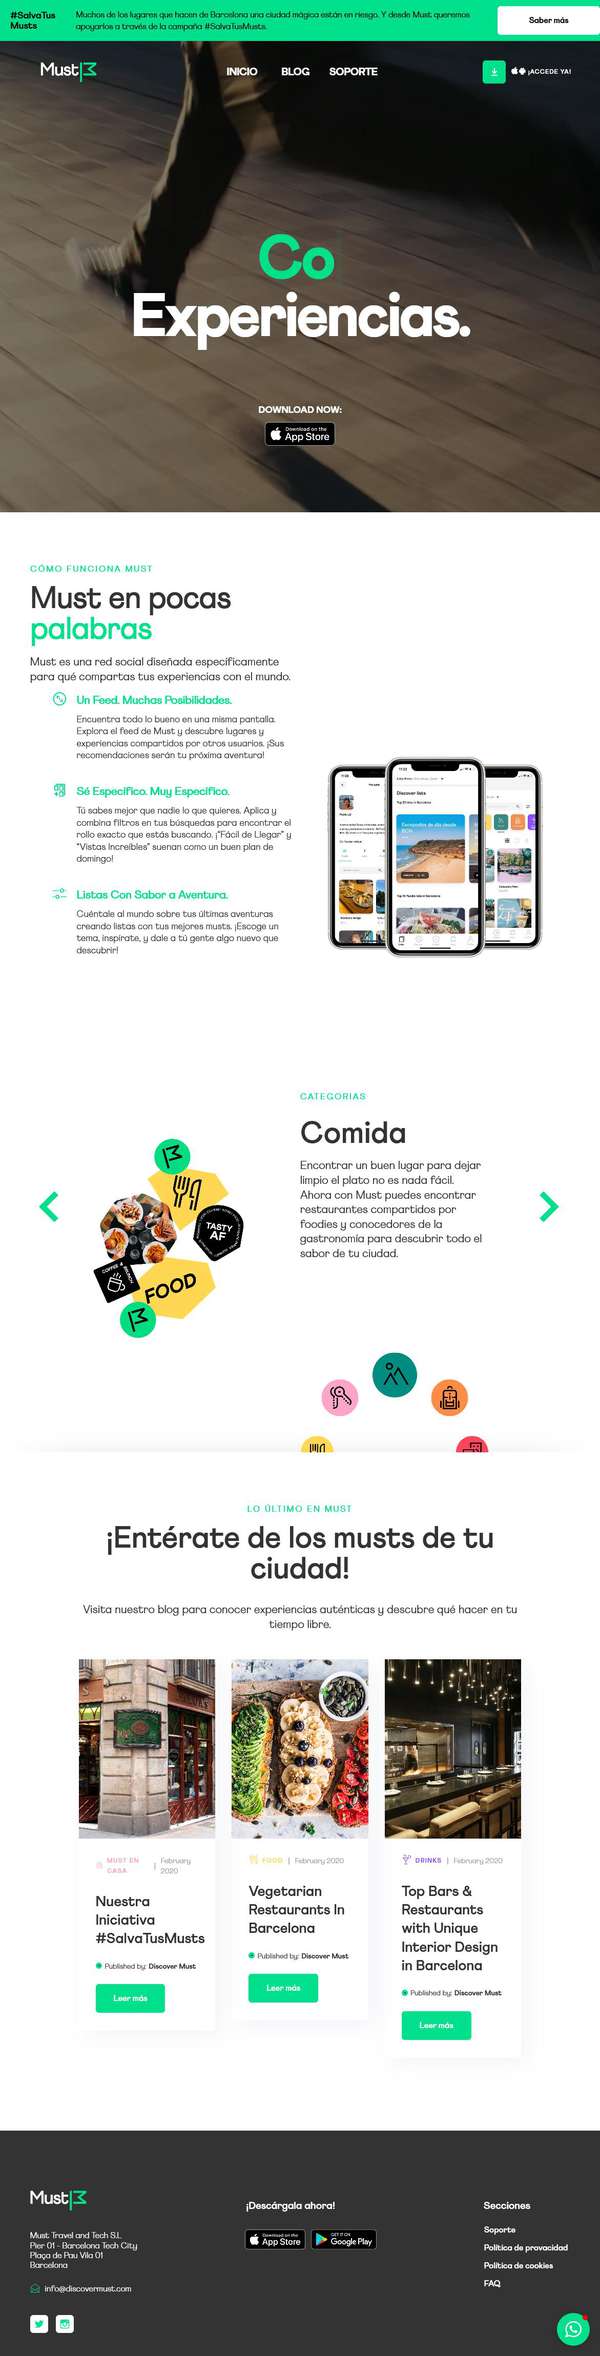 #SalvaTus
Musts
Muchos de los lugares que hacen de Barcelona una ciudad mágica están en riesgo. Y desde Must queremos
apoyarlos a través de la campaña #SalvaTusMusts.
Saber más
Must
INICIO
BLOG
SOPORTE
¡ACCEDE YA!
Co
Experiencias.
DOWNLOAD NOW:
Download on the
App Store
CÓMO FUNCIONA MUST
Must en pocas
palabras
Must es una red social diseñada específicamente
para qué compartas tus experiencias con el mundo.
Un Feed. Muchas Posibilidades.
Encuentra todo lo bueno en una misma pantalla.
Explora el feed de Must y descubre lugares y
experiencias compartidos por otros usuarios. ¡Sus
recomendaciones serán tu próxima aventura!
Sé Específico. Muy Específico.
Tú sabes mejor que nadie lo que quieres. Aplica y
combina filtros en tus búsquedas para encontrar el
rollo exacto que estás buscando. ¡"Fácil de Llegar" y
"Vistas Increíbles" suenan como un buen plan de
domingo!
Listas Con Sabor a Aventura.
Cuéntale al mundo sobre tus últimas aventuras
creando listas con tus mejores musts. ¡Escoge un
tema, inspírate, y dale a tú gente algo nuevo que
descubrir!
Discover lists
Escapadas de día desde
BCN
CATEGORIAS
Comida
Encontrar un buen lugar para dejar
limpio el plato no es nada fácil.
Ahora con Must puedes encontrar
restaurantes compartidos por
foodies y conocedores de la
gastronomía para descubrir todo el
sabor de tu ciudad.
TASTY
AF
COFFEE &
FOOD
LO ÚLTIMO EN MUST
¡Entérate de los musts de tu
ciudad!
Visita nuestro blog para conocer experiencias auténticas y descubre qué hacer en tu
tiempo libre.
MUST EN
CASA
| February
2020
Nuestra
Iniciativa
#SalvaTusMusts
Published by: Discover Must
Leer más
FOOD | February 2020
Vegetarian
Restaurants In
Barcelona
Published by: Discover Must
Leer más
DRINKS | February 2020
Top Bars &
Restaurants
with Unique
Interior Design
in Barcelona
Published by: Discover Must
Leer más
Must
Must Travel and Tech S.L.
Pier 01 - Barcelona Tech City
Plaça de Pau Vila 01
Barcelona
info@discovermust.com
¡Descárgala ahora!
Download on the
App Store
GET IT ON
Google Play
Secciones
Soporte
Política de provacidad
Política de cookies
FAQ